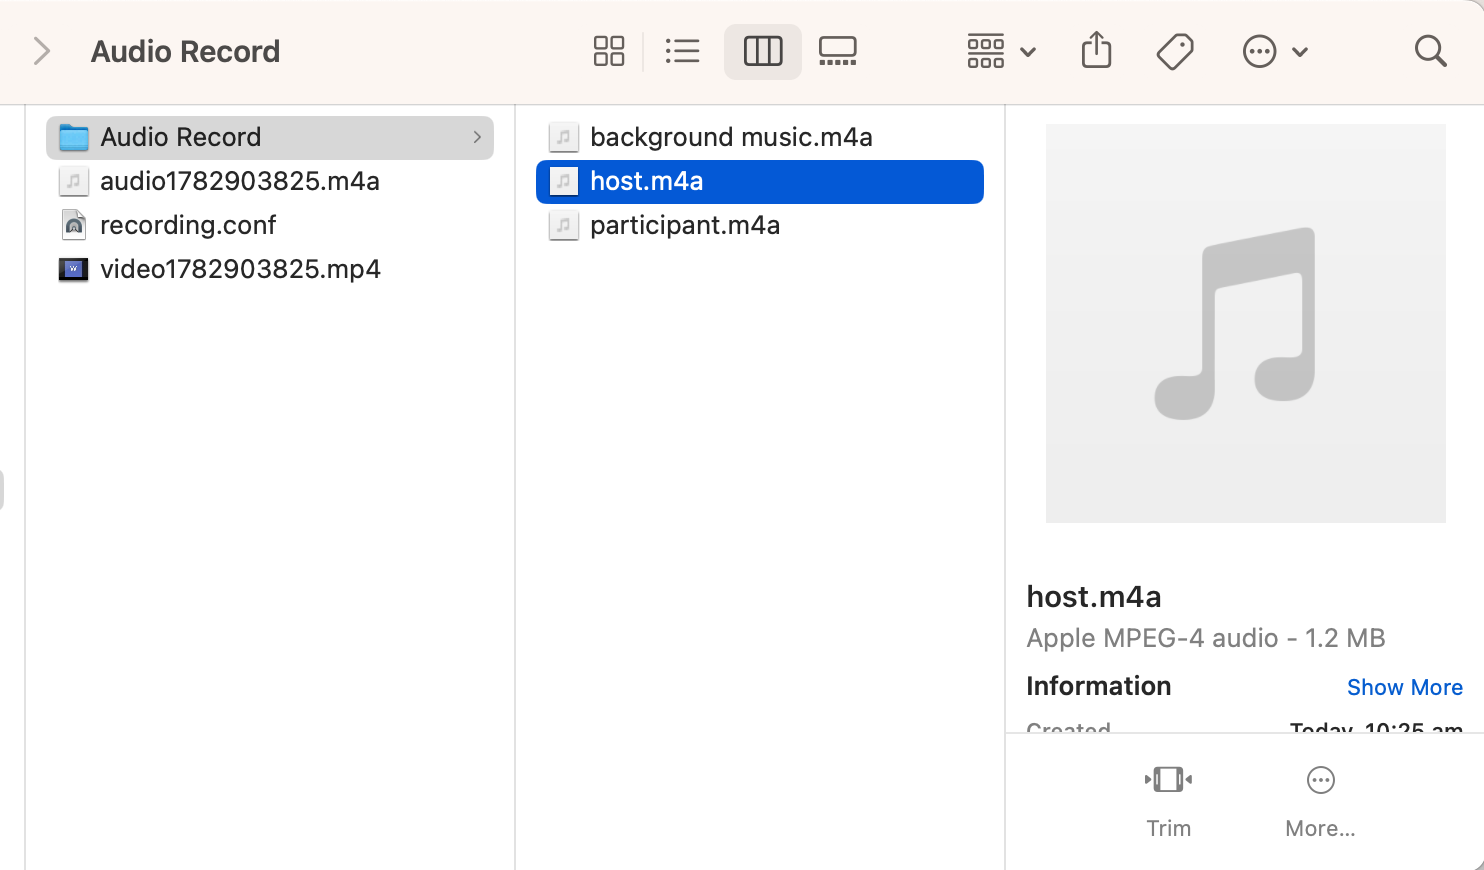 Audio Record
Audio Record
audio1782903825.m4a
recording.conf
W
video1782903825.mp4
background music.m4a
host.m4a
participant.m4a
host.m4a
Apple MPEG-4 audio - 1.2 MB
Information
Show More
Created
Today, 10:25 am
Trim
More...